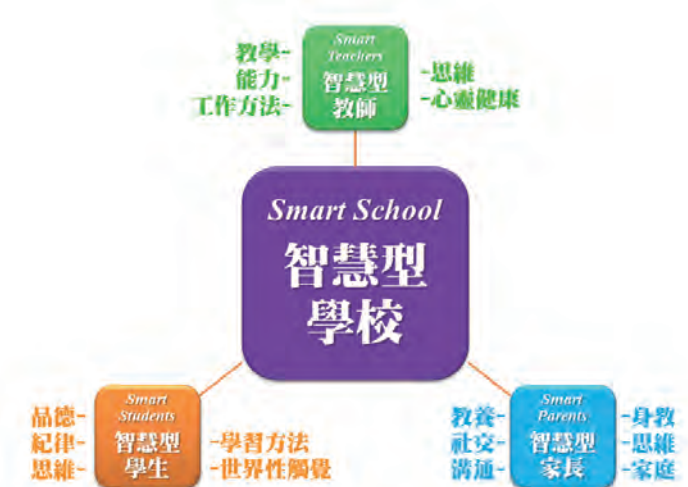 Smart
Teachers
智慧型
教師
教學-
能力-
工作方法-
-思維
-心靈健康
Smart School
智慧型
學校
Smart
Students
智慧型
學生
品德-
紀律-
思維-
-學習方法
-世界性觸覺
Smart
Parents
智慧型
家長
教養-
社交-
溝通-
-身教
-思維
-家庭